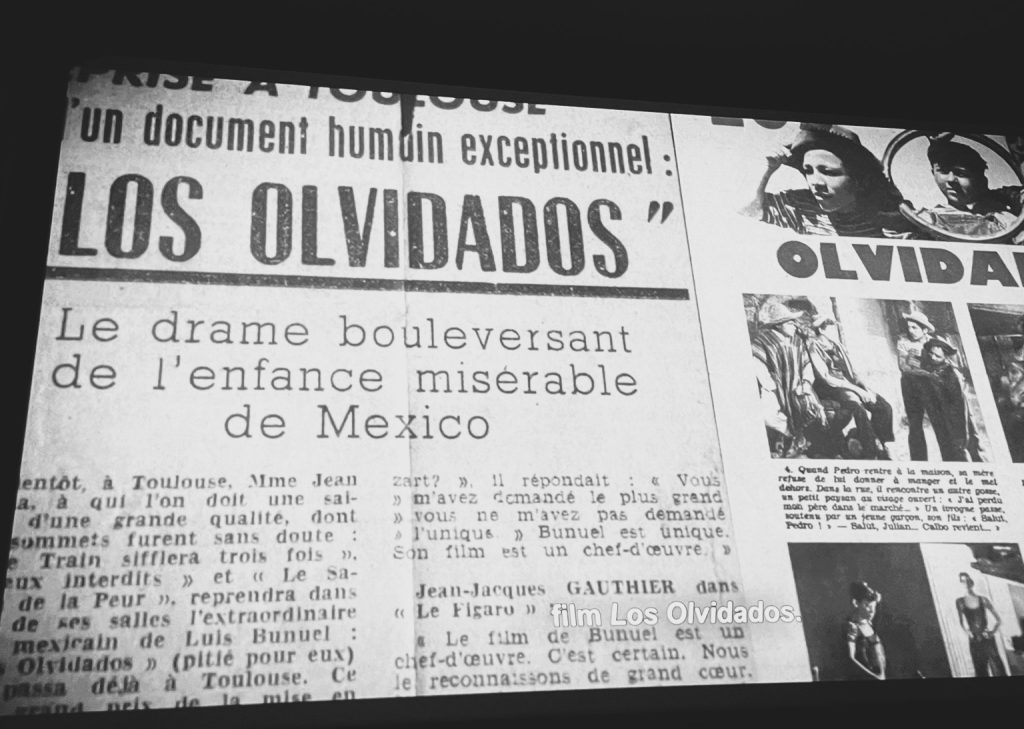 PRISE A TOULOUSE
'un document humain exceptionnel :
LOS OLVIDADOS"
Le drame bouleversant
de l'enfance misérable
de Mexico
entôt, à Toulouse, Mme Jean
a, à qui l'on doit une sai-
d'une grande qualité, dont
sommets furent sans doute :
Train sifflera trois fois »,
eux interdits » et « Le Sa-
de la Peur », reprendra dans
de ses salles l'extraordinaire
mexicain de Luis Bunuel :
Olvidados » (pitié pour eux)
passa déjà à Toulouse. Ce
grand prix de la mise en
zart? », il répondait : « Vous
» m'avez demandé le plus grand
» vous ne m'avez pas demandé
» l'unique » Bunuel est unique.
Son film est un chef-d'œuvre. »
Jean-Jacques GAUTHIER dans
« Le Figaro » :
« Le film de Bunuel est un
chef-d'œuvre. C'est certain. Nous
le reconnaissons de grand cœur.
film Los Olvidados.
OLVIDA
4. Quand Pedro rentre à la maison, sa mère
refuse de lui donner à manger et le met
dehors. Dans la rue, il rencontre un autre gosse,
un petit paysan au visage ouvert : « J'ai perdu
mon père dans le marché... » Un ivrogne passe,
soutenu par un jeune garçon, son fils : « Salut,
Pedro ! » — Salut, Julian... Caïbo revient... »